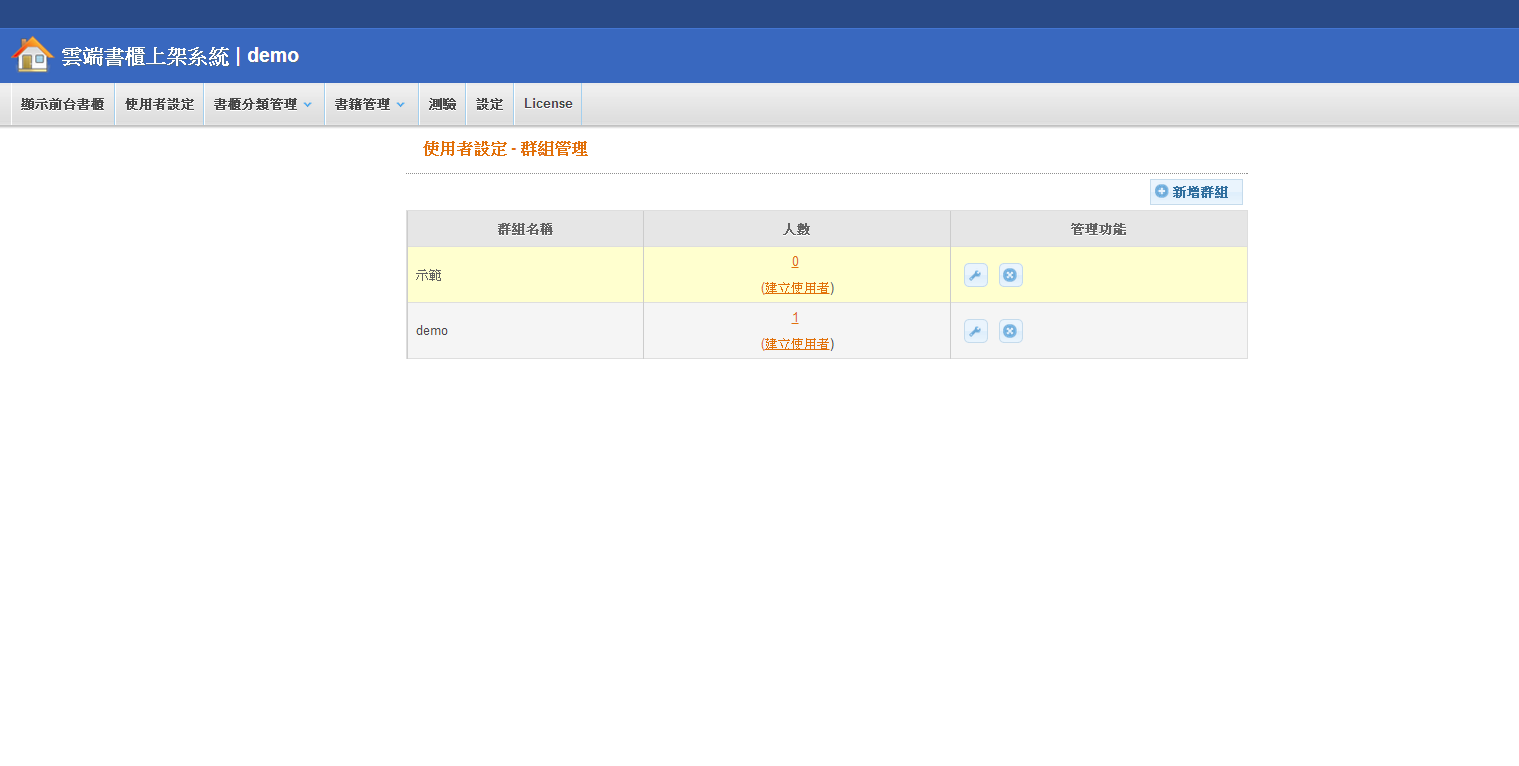 雲端書櫃上架系統 | demo
顯示前台書櫃 使用者設定 書櫃分類管理 書籍管理 測驗 設定 License
使用者設定 - 群組管理
新增群組
群組名稱 人數 管理功能
示範 0
(建立使用者)
demo 1
(建立使用者)